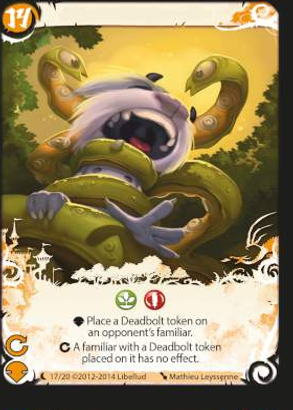 14
Place a Deadbolt token on
an opponent's familiar.
A familiar with a Deadbolt token
placed on it has no effect.
17/20 ©2012-2014 Libellud Mathieu Leyssenne